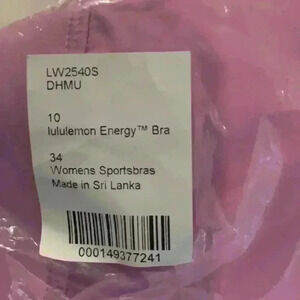 LW2540S
DHMU
10
lululemon Energy™ Bra
34
Womens Sportsbras
Made in Sri Lanka
000149377241